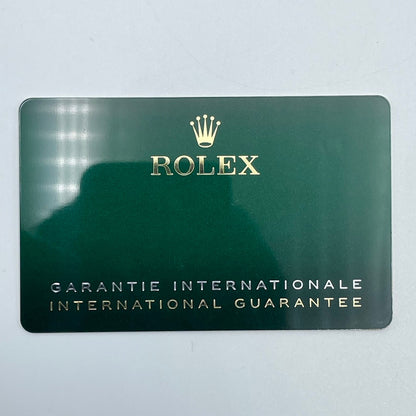 ROLEX
GARANTIE INTERNATIONALE
INTERNATIONAL GUARANTEE